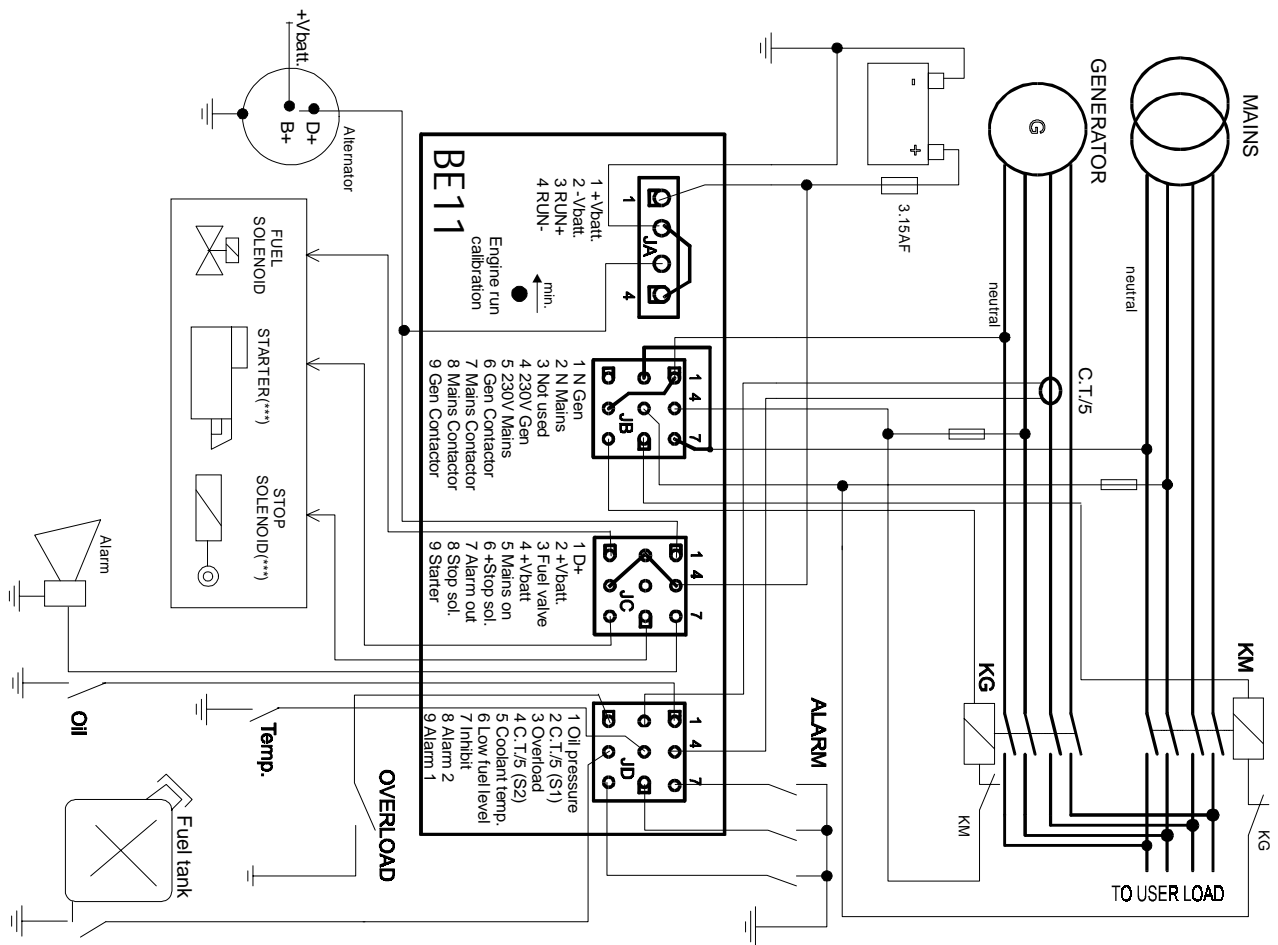 MAINS
GENERATOR
G
-
+
3.15AF
neutral
neutral
C.T./5
+Vbatt.
D+
B+
Alternator
BE11
1 +Vbatt.
2 -Vbatt.
3 RUN+
4 RUN-
1
JA
4
Engine run
calibration
min.
1 N Gen
2 N Mains
3 Not used
4 230V Gen
5 230V Mains
6 Gen Contactor
7 Mains Contactor
8 Mains Contactor
9 Gen Contactor
1
4
7
JB
1 D+
2 +Vbatt.
3 Fuel valve
4 +Vbatt
5 Mains on
6 +Stop sol.
7 Alarm out
8 Stop sol.
9 Starter
1
4
7
JC
1 Oil pressure
2 C.T./5 (S1)
3 Overload
4 C.T./5 (S2)
5 Coolant temp.
6 Low fuel level
7 Inhibit
8 Alarm 2
9 Alarm 1
1
4
7
JD
FUEL
SOLENOID
STARTER(***)
STOP
SOLENOID(***)
Alarm
Oil
Temp.
OVERLOAD
Fuel tank
ALARM
KG
KM
KM
KG
TO USER LOAD